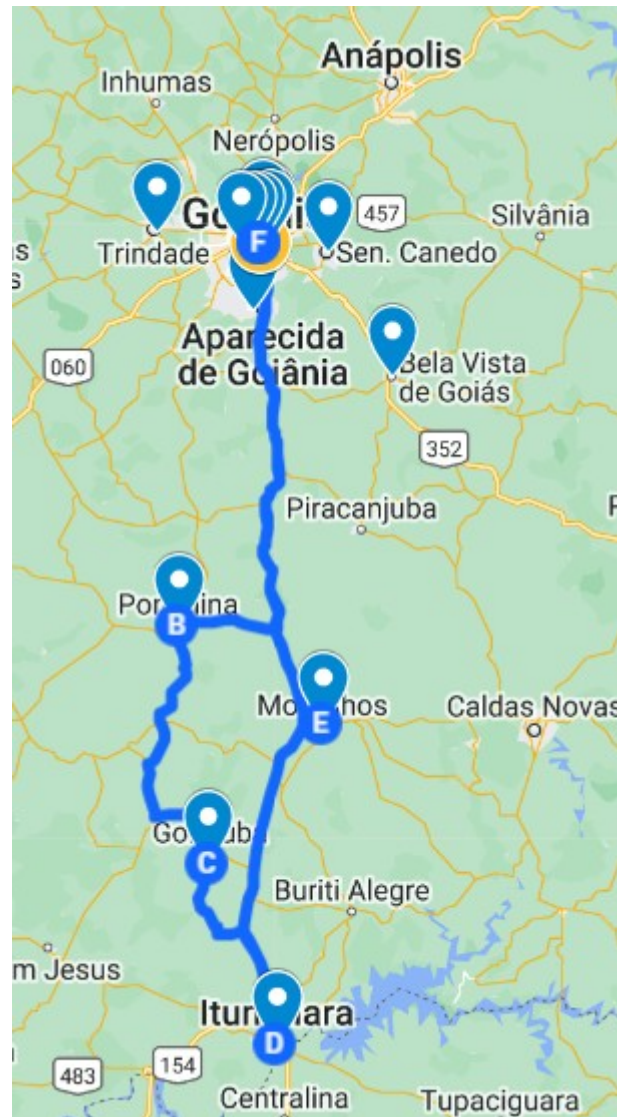 Anápolis
Inhumas
Nerópolis
457
Silvânia
F
Trindade
Sen. Canedo
Aparecida
de Goiânia
060
Bela Vista
de Goiás
352
Piracanjuba
B
E
Caldas Novas
C
Buriti Alegre
m Jesus
D
154
483
Centralina
Tupaciguara